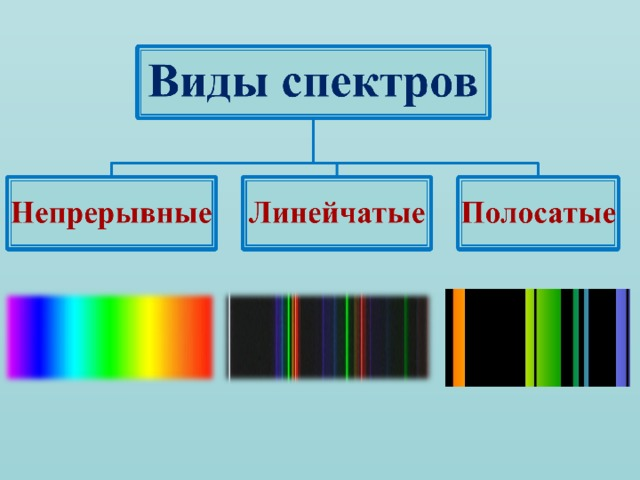 Виды спектров
Непрерывные
Линейчатые
Полосатые